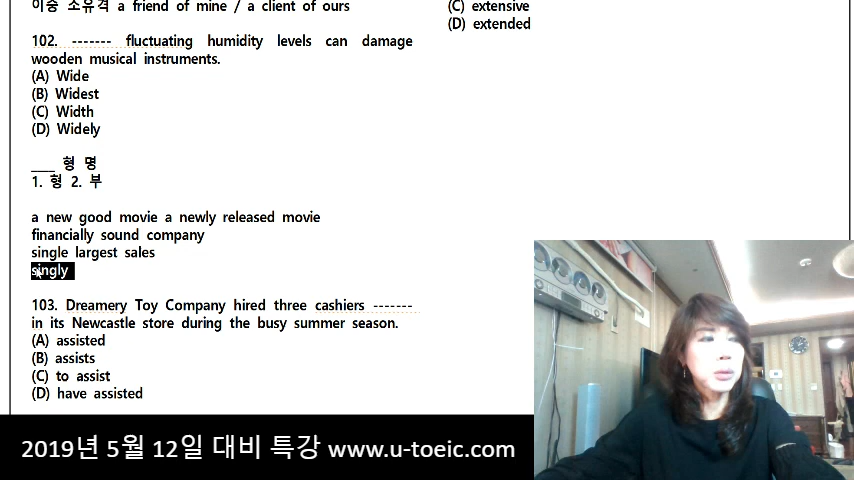 이중 소유격 a friend of mine / a client of ours
102. ------- fluctuating humidity levels can damage
wooden musical instruments.
(A) Wide
(B) Widest
(C) Width
(D) Widely
___ 형 명
1. 형 2. 부
a new good movie a newly released movie
financially sound company
single largest sales
singly
103. Dreamery Toy Company hired three cashiers -------
in its Newcastle store during the busy summer season.
(A) assisted
(B) assists
(C) to assist
(D) have assisted
(C) extensive
(D) extended
2019년 5월 12일 대비 특강 www.u-toeic.com